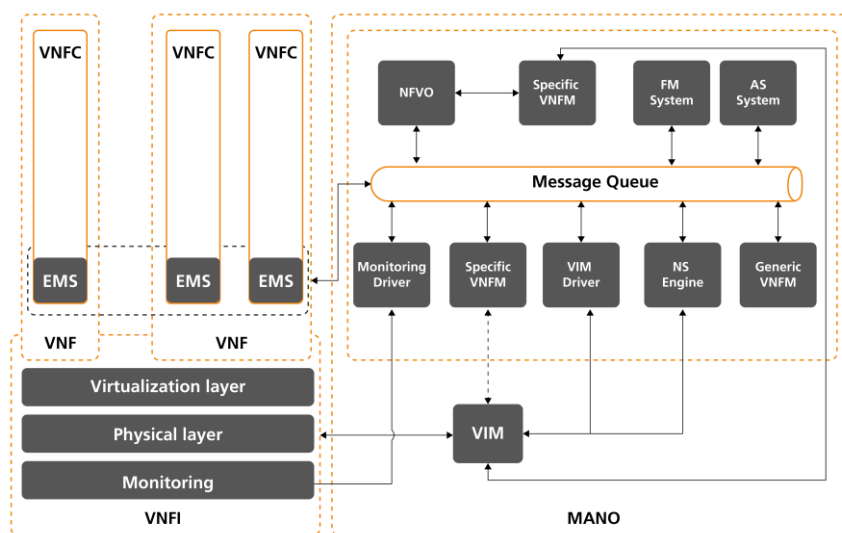 VNFC
VNFC
VNFC
EMS
EMS
EMS
VNF
VNF
Virtualization layer
Physical layer
Monitoring
VNFI
NFVO
Specific
VNFM
FM
System
AS
System
Message Queue
Monitoring
Driver
Specific
VNFM
VIM
Driver
NS
Engine
Generic
VNFM
VIM
MANO